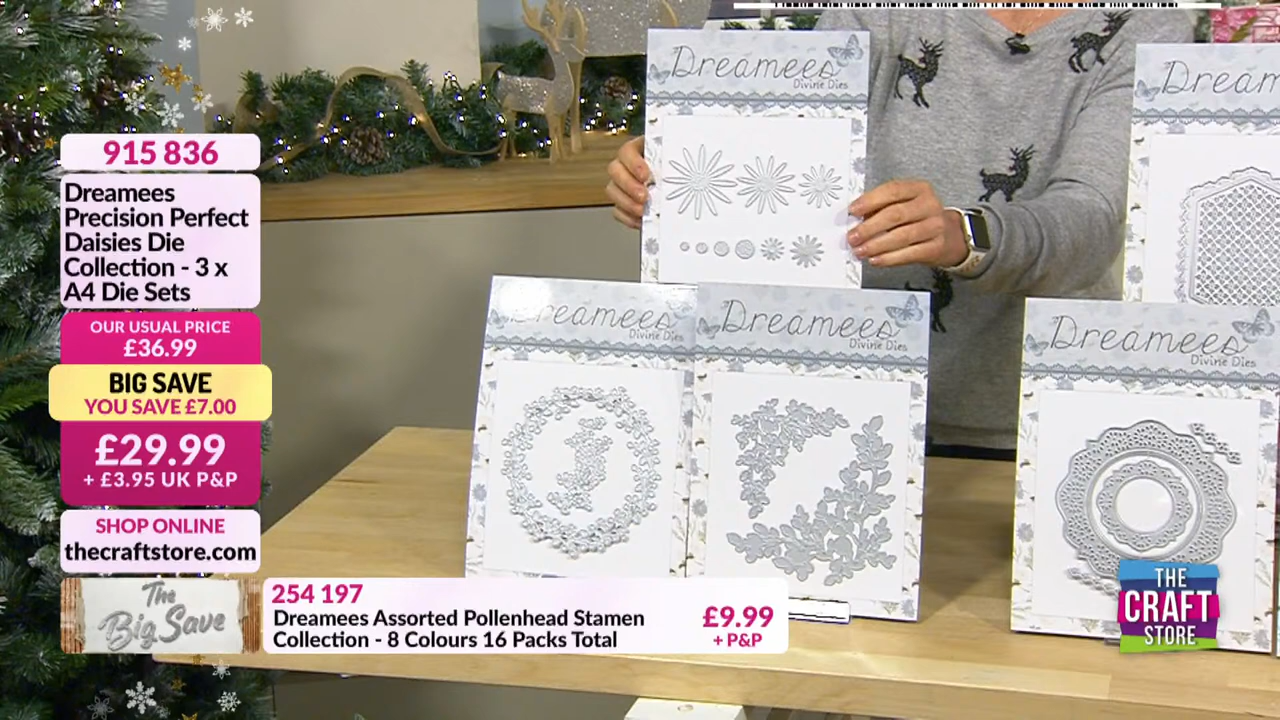 915 836
Dreamees
Precision Perfect
Daisies Die
Collection - 3 x
A4 Die Sets
OUR USUAL PRICE
£36.99
BIG SAVE
YOU SAVE £7.00
£29.99
+ £3.95 UK P&P
SHOP ONLINE
thecraftstore.com
The
Big Save
254 197
Dreamees Assorted Pollenhead Stamen
Collection - 8 Colours 16 Packs Total
£9.99
+ P&P
Dreamees
Divine Dies
Dream
Dreamees
Divine Dies
Dreamees
Divine Dies
Dreamees
Divine Dies
THE
CRAFT
STORE